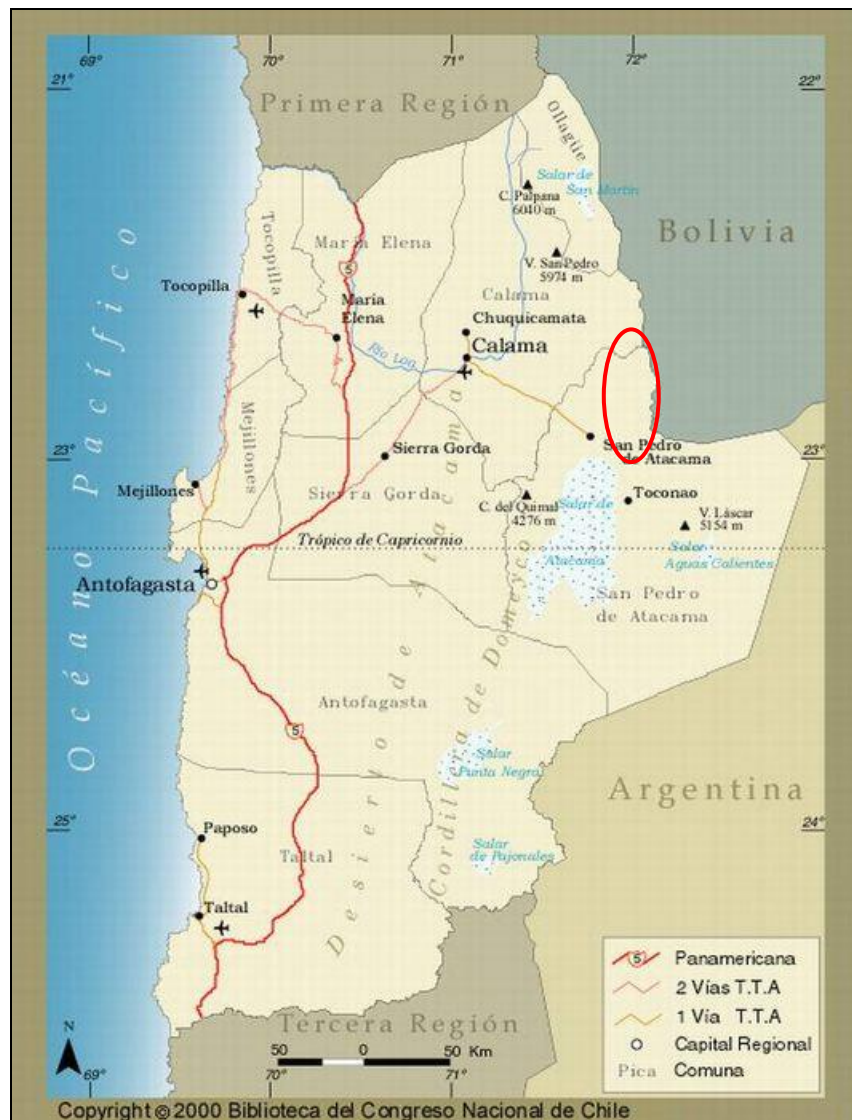 69°
70°
71°
72°
21°
22°
Primera Región
Ollagüe
Salar de
San Martin
C. Palpana
6040 m
Bolivia
María Elena
Tocopilla
V. San Pedro
5974 m
Océano Pacífico
Tocopilla
5
María
Elena
Calama
Chuquicamata
Calama
Río Loa
Mejillones
23°
Sierra Gorda
San Pedro
de Atacama
23°
Mejillones
Sierra Gorda
C. del Quimal
4276 m
Salar de
Atacama
Toconao
V. Láscar
5154 m
Trópico de Capricornio
Salar
Aguas Calientes
Antofagasta
San Pedro
de Atacama
Desierto de Atacama
Cordillera de Domeyco
Antofagasta
5
Salar
Punta Negra
Argentina
25°
24°
Paposo
Taltal
Salar
de Pajonales
Taltal
5 Panamericana
2 Vías T.T.A
1 Vía T.T.A
Capital Regional
Pica Comuna
Tercera Región
N
50 0 50 Km
69°
70°
71°
Copyright © 2000 Biblioteca del Congreso Nacional de Chile